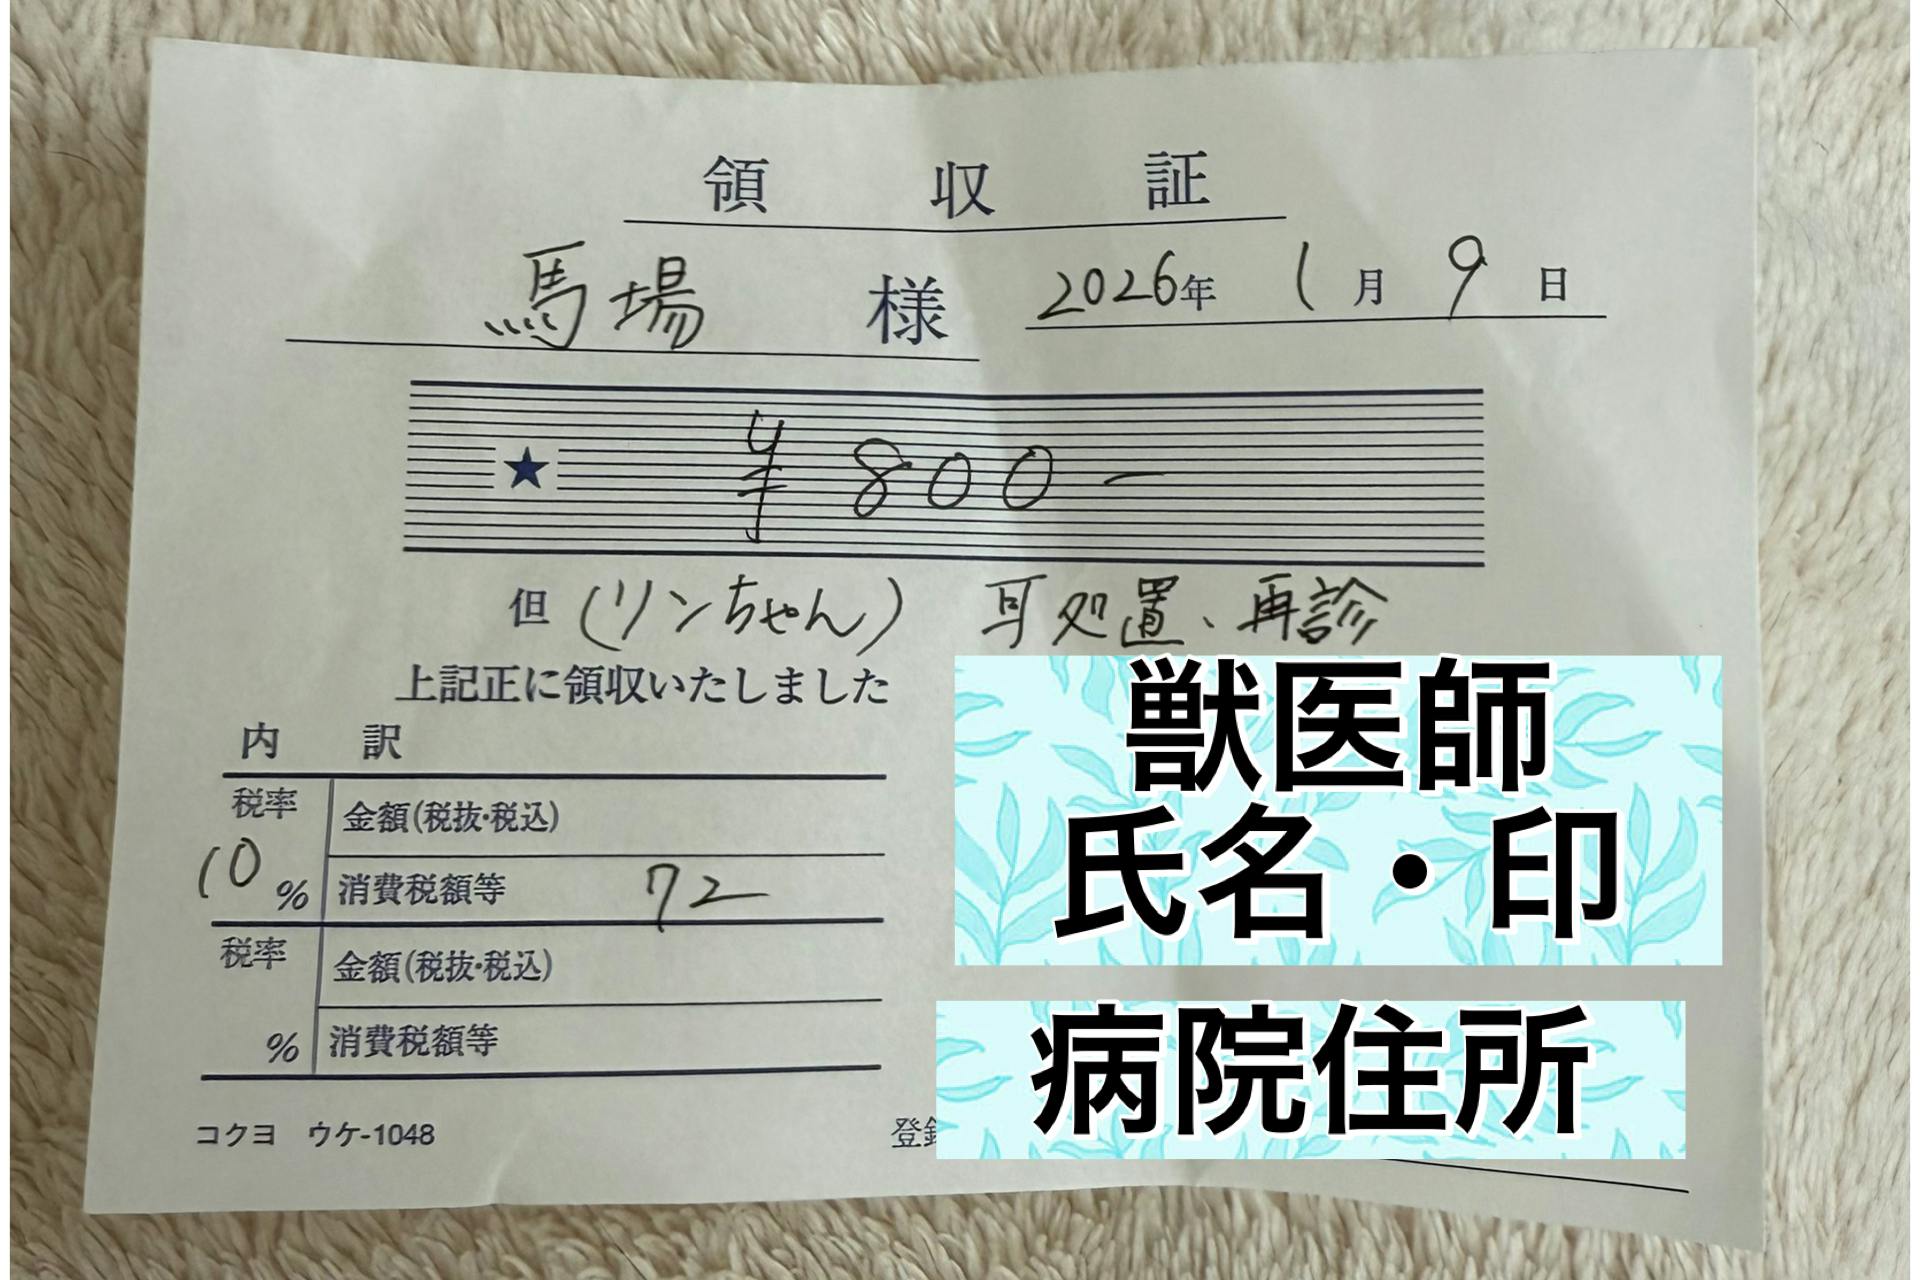 領収証
馬場 様 2026年 1月 9日
★ ¥800-
但 (リンちゃん) 耳処置、再診
上記正に領収いたしました
内訳
税率 金額(税抜・税込)
10% 消費税額等 72
税率 金額(税抜・税込)
% 消費税額等
獣医師
氏名・印
病院住所
コクヨ ウケ-1048 登